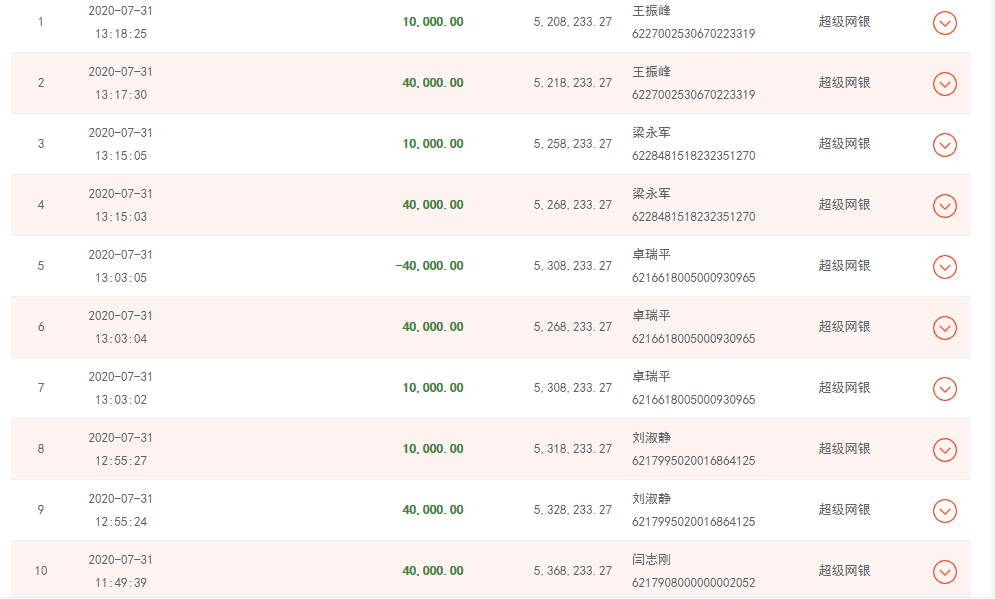 1 2020-07-31 13:18:25 10,000.00 5,208,233.27 王振峰 6227002530670223319 超级网银
2 2020-07-31 13:17:30 40,000.00 5,218,233.27 王振峰 6227002530670223319 超级网银
3 2020-07-31 13:15:05 10,000.00 5,258,233.27 梁永军 6228481518232351270 超级网银
4 2020-07-31 13:15:03 40,000.00 5,268,233.27 梁永军 6228481518232351270 超级网银
5 2020-07-31 13:03:05 -40,000.00 5,308,233.27 卓瑞平 6216618005000930965 超级网银
6 2020-07-31 13:03:04 40,000.00 5,268,233.27 卓瑞平 6216618005000930965 超级网银
7 2020-07-31 13:03:02 10,000.00 5,308,233.27 卓瑞平 6216618005000930965 超级网银
8 2020-07-31 12:55:27 10,000.00 5,318,233.27 刘淑静 6217995020016864125 超级网银
9 2020-07-31 12:55:24 40,000.00 5,328,233.27 刘淑静 6217995020016864125 超级网银
10 2020-07-31 11:49:39 40,000.00 5,368,233.27 闫志刚 6217908000000002052 超级网银